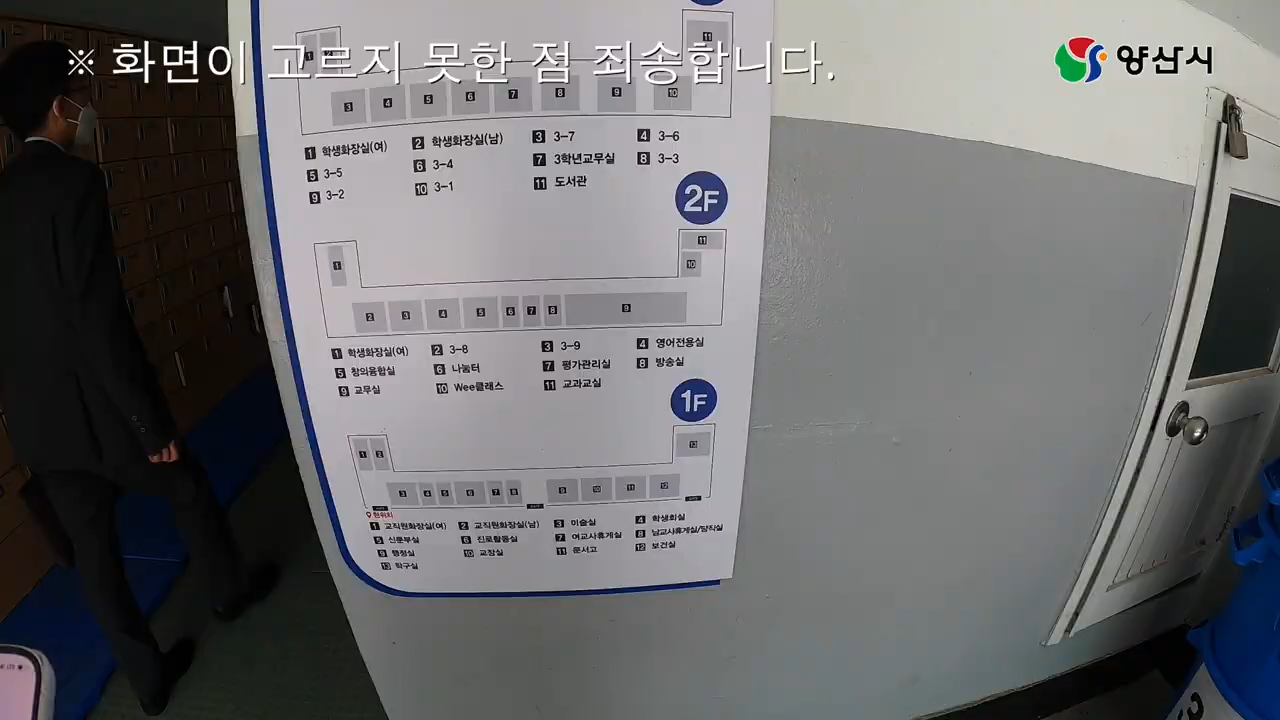 ※ 화면이 고르지 못한 점 죄송합니다.
양산시
11
3 4 5 6 7 8 9 10
1 학생화장실(여) 2 학생화장실(남) 3 3-7 4 3-6
5 3-5 6 3-4 7 3학년교무실 8 3-3
9 3-2 10 3-1 11 도서관
2F
11
1 10
2 3 4 5 6 7 8 9
1 학생화장실(여) 2 3-8 3 3-9 4 영어전용실
5 창의융합실 6 나눔터 7 평가관리실 8 방송실
9 교무실 10 Wee클래스 11 교과교실
1F
1 2 13
3 4 5 6 7 8 9 10 11 12
현위치
1 교직원화장실(여) 2 교직원화장실(남) 3 미술실 4 학생회실
5 신문부실 6 진로활동실 7 여교사휴게실 8 남교사휴게실/당직실
9 행정실 10 교장실 11 문서고 12 보건실
13 탁구실